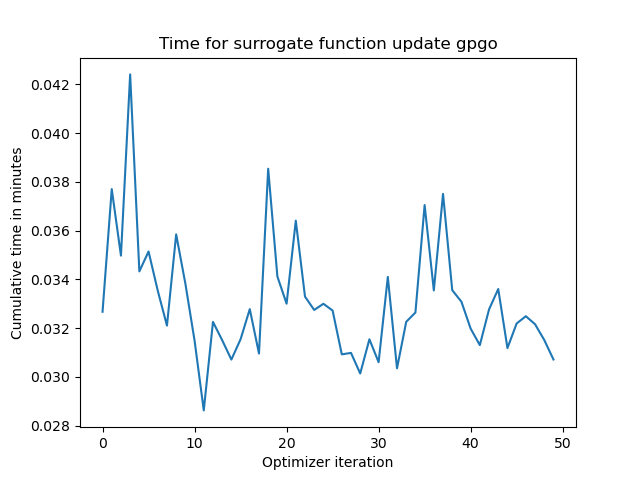 Time for surrogate function update gpgo
Cumulative time in minutes
0.042
0.040
0.038
0.036
0.034
0.032
0.030
0.028
0 10 20 30 40 50
Optimizer iteration